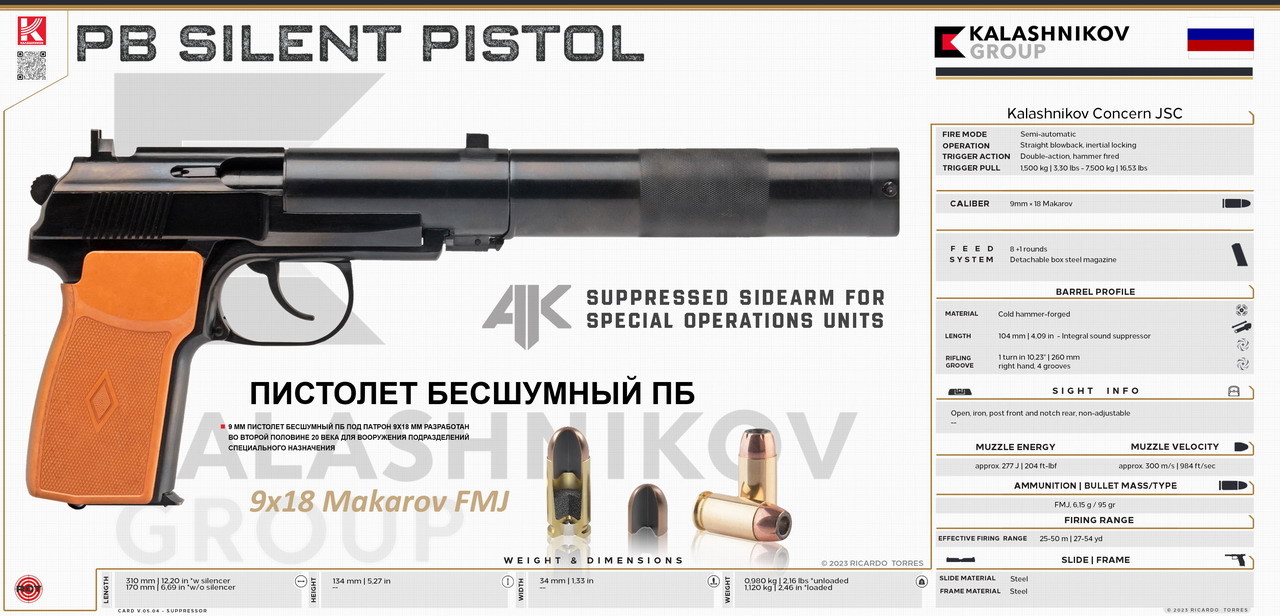 PB SILENT PISTOL
KALASHNIKOV
GROUP
Kalashnikov Concern JSC
FIRE MODE Semi-automatic
OPERATION Straight blowback, inertial locking
TRIGGER ACTION Double-action, hammer fired
TRIGGER PULL 1,500 kg | 3,30 lbs - 7,500 kg | 16,53 lbs
CALIBER 9mm × 18 Makarov
FEED SYSTEM
8 +1 rounds
Detachable box steel magazine
BARREL PROFILE
MATERIAL Cold hammer-forged
LENGTH 104 mm | 4,09 in - Integral sound suppressor
RIFLING GROOVE
1 turn in 10.23" | 260 mm
right hand, 4 grooves
SIGHT INFO
Open, iron, post front and notch rear, non-adjustable
--
MUZZLE ENERGY MUZZLE VELOCITY
approx. 277 J | 204 ft-lbf approx. 300 m/s | 984 ft/sec
AMMUNITION | BULLET MASS/TYPE
FMJ, 6,15 g / 95 gr
FIRING RANGE
EFFECTIVE FIRING RANGE 25-50 m | 27-54 yd
SLIDE | FRAME
SLIDE MATERIAL Steel
FRAME MATERIAL Steel
© 2023 RICARDO TORRES
AK
SUPPRESSED SIDEARM FOR
SPECIAL OPERATIONS UNITS
ПИСТОЛЕТ БЕСШУМНЫЙ ПБ
KALASHNIKOV
GROUP
9 ММ ПИСТОЛЕТ БЕСШУМНЫЙ ПБ ПОД ПАТРОН 9Х18 ММ РАЗРАБОТАН
ВО ВТОРОЙ ПОЛОВИНЕ 20 ВЕКА ДЛЯ ВООРУЖЕНИЯ ПОДРАЗДЕЛЕНИЙ
СПЕЦИАЛЬНОГО НАЗНАЧЕНИЯ
9x18 Makarov FMJ
WEIGHT & DIMENSIONS
© 2023 RICARDO TORRES
LENGTH
310 mm | 12,20 in *w silencer
170 mm | 6,69 in *w/o silencer
HEIGHT
134 mm | 5,27 in
--
WIDTH
34 mm | 1,33 in
WEIGHT
0,980 kg | 2,16 lbs *unloaded
1,120 kg | 2,46 in *loaded
CARD V.05.04 - SUPPRESSOR